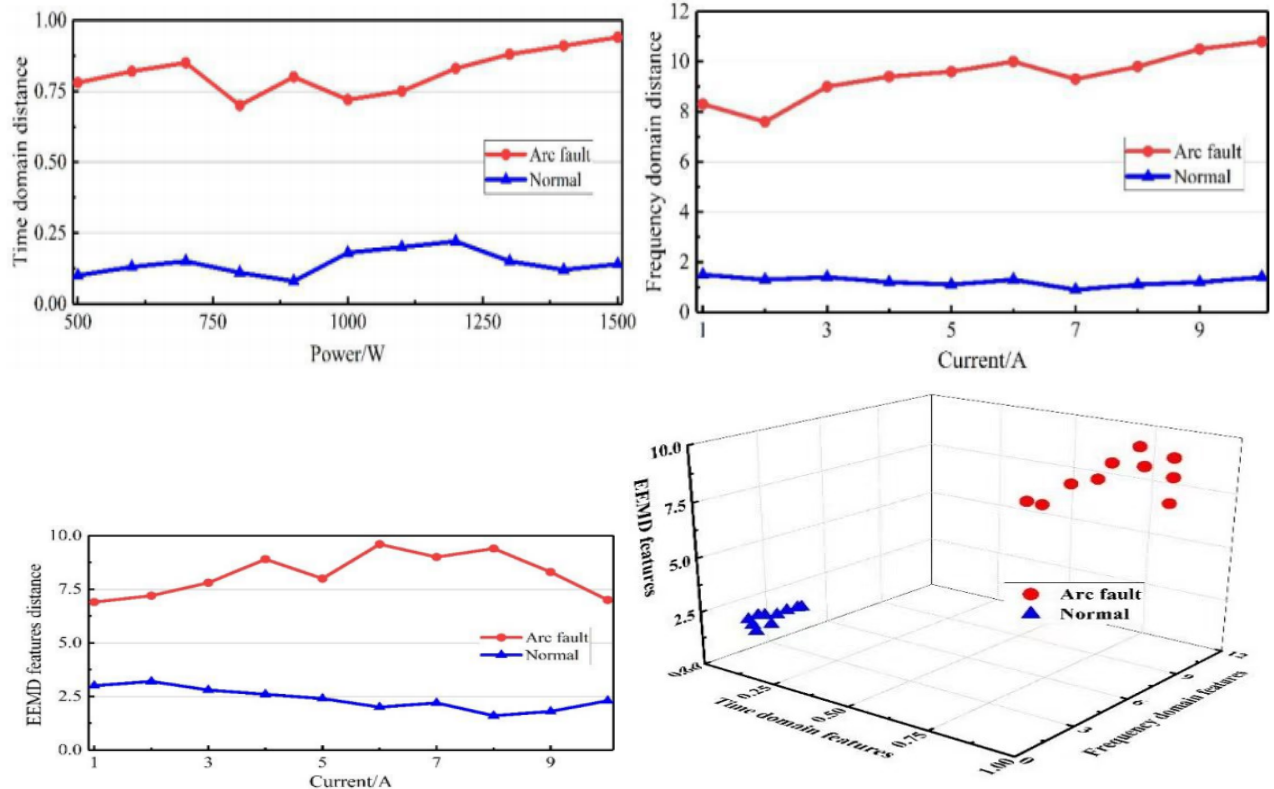 1.00
0.75
0.50
0.25
0.00
Time domain distance
Arc fault
Normal
500 750 1000 1250 1500
Power/W
12
10
8
6
4
2
0
Frequency domain distance
Arc fault
Normal
1 3 5 7 9
Current/A
10.0
7.5
5.0
2.5
0.0
EEMD features distance
Arc fault
Normal
1 3 5 7 9
Current/A
10.0
7.5
5.0
2.5
EEMD features
Arc fault
Normal
0.25
0.50
0.75
1.00
Time domain features
0
3
6
9
12
Frequency domain features